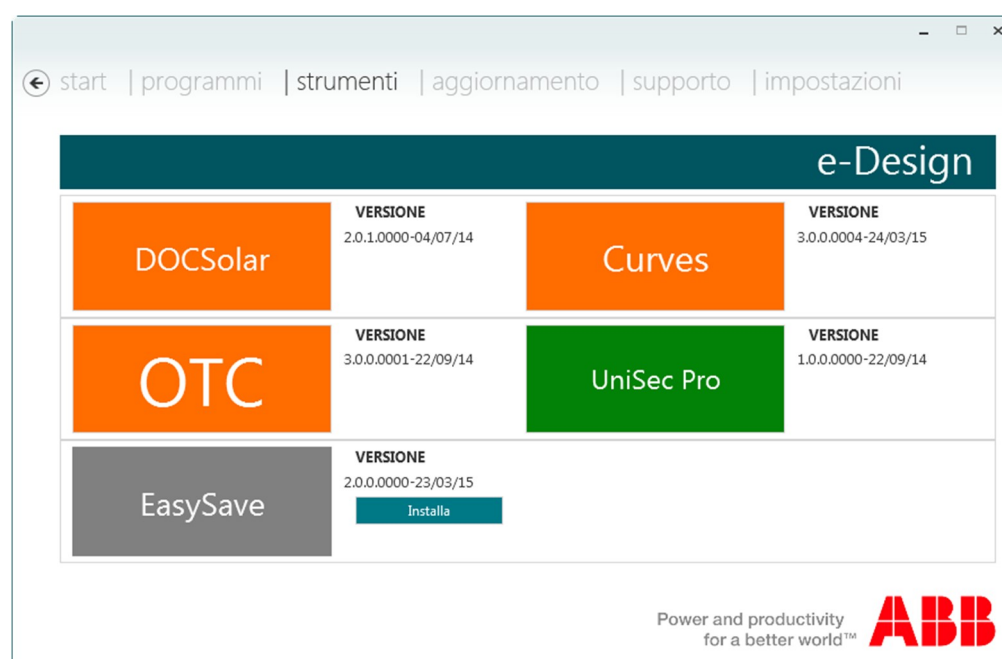 start | programmi | strumenti | aggiornamento | supporto | impostazioni
e-Design
DOCSolar
VERSIONE
2.0.1.0000-04/07/14
Curves
VERSIONE
3.0.0.0004-24/03/15
OTC
VERSIONE
3.0.0.0001-22/09/14
UniSec Pro
VERSIONE
1.0.0.0000-22/09/14
EasySave
VERSIONE
2.0.0.0000-23/03/15
Installa
Power and productivity
for a better world™
ABB